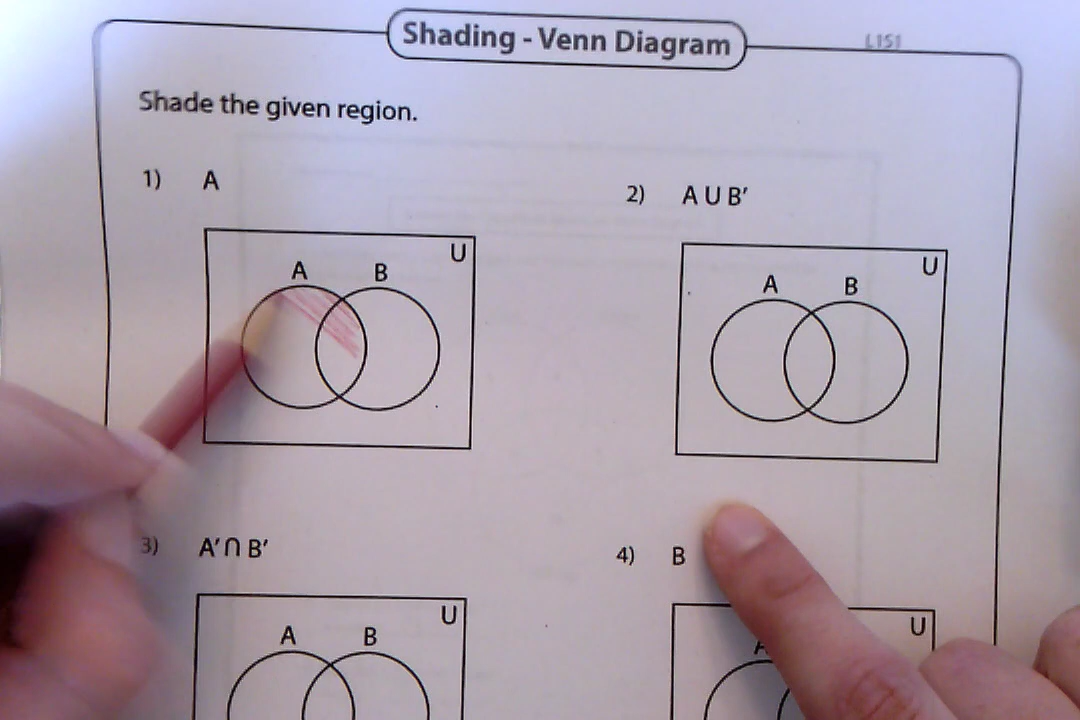 Shading - Venn Diagram
L1S1
Shade the given region.
1) A
2) A U B′
U
A B
U
A B
3) A′ ∩ B′
4) B
U
A B
U
A